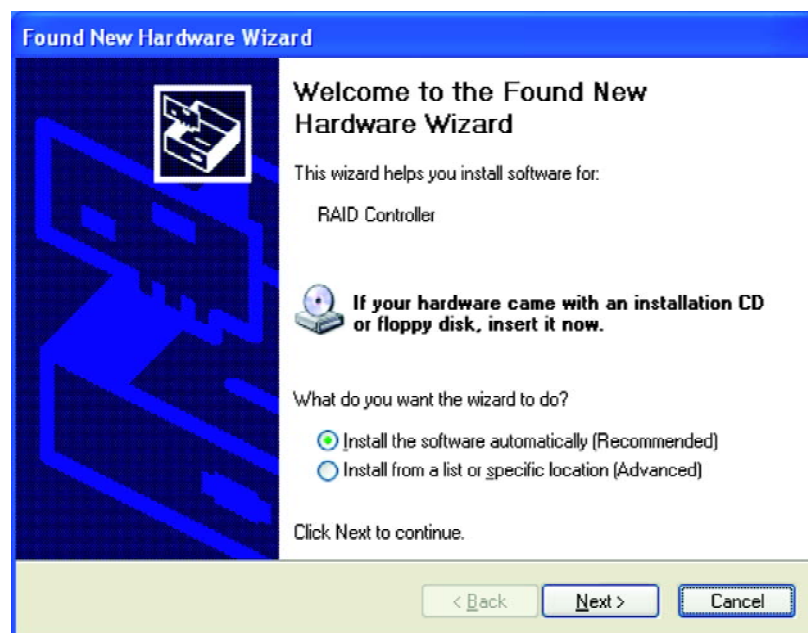 Found New Hardware Wizard
Welcome to the Found New
Hardware Wizard
This wizard helps you install software for:
RAID Controller
If your hardware came with an installation CD
or floppy disk, insert it now.
What do you want the wizard to do?
Install the software automatically (Recommended)
Install from a list or specific location (Advanced)
Click Next to continue.
< Back
Next >
Cancel